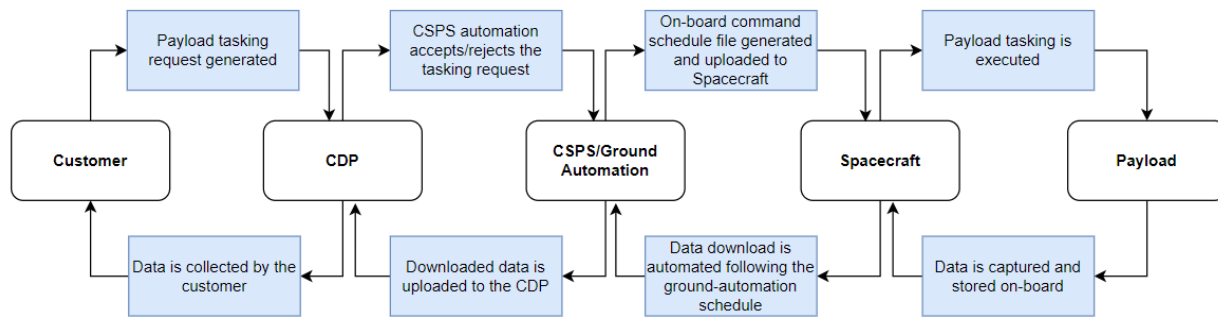 Payload tasking
request generated
CSPS automation
accepts/rejects the
tasking request
On-board command
schedule file generated
and uploaded to
Spacecraft
Payload tasking is
executed
Customer
CDP
CSPS/Ground
Automation
Spacecraft
Payload
Data is collected by the
customer
Downloaded data is
uploaded to the CDP
Data download is
automated following the
ground-automation
schedule
Data is captured and
stored on-board